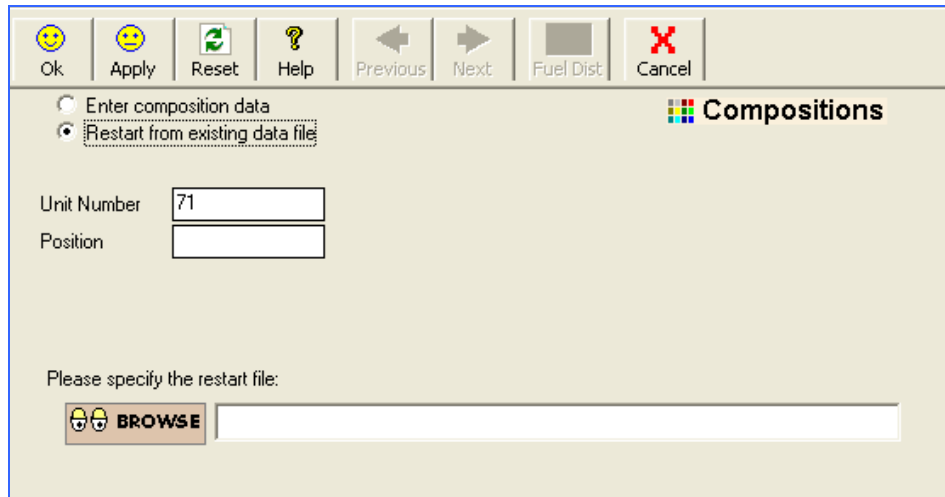 Ok Apply Reset Help Previous Next Fuel Dist Cancel
Enter composition data
Compositions
Restart from existing data file
Unit Number 71
Position
Please specify the restart file:
BROWSE